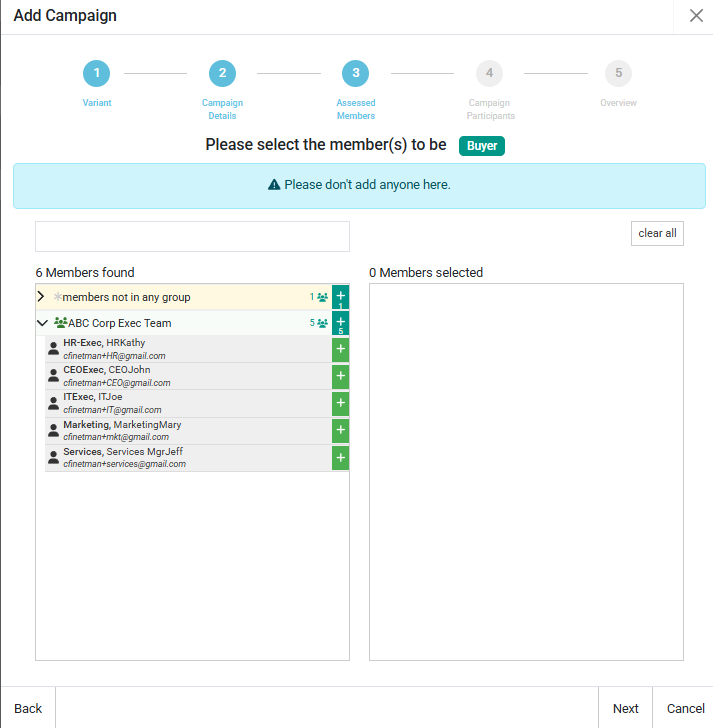 Add Campaign
1 2 3 4 5
Variant Campaign Details Assessed Members Campaign Participants Overview
Please select the member(s) to be Buyer
Please don't add anyone here.
clear all
6 Members found
0 Members selected
*members not in any group 1 +1
ABC Corp Exec Team 5 +5
HR-Exec, HRKathy
cfinetman+HR@gmail.com
+
CEOExec, CEOJohn
cfinetman+CEO@gmail.com
+
ITExec, ITJoe
cfinetman+IT@gmail.com
+
Marketing, MarketingMary
cfinetman+mkt@gmail.com
+
Services, Services MgrJeff
cfinetman+services@gmail.com
+
Back Next Cancel